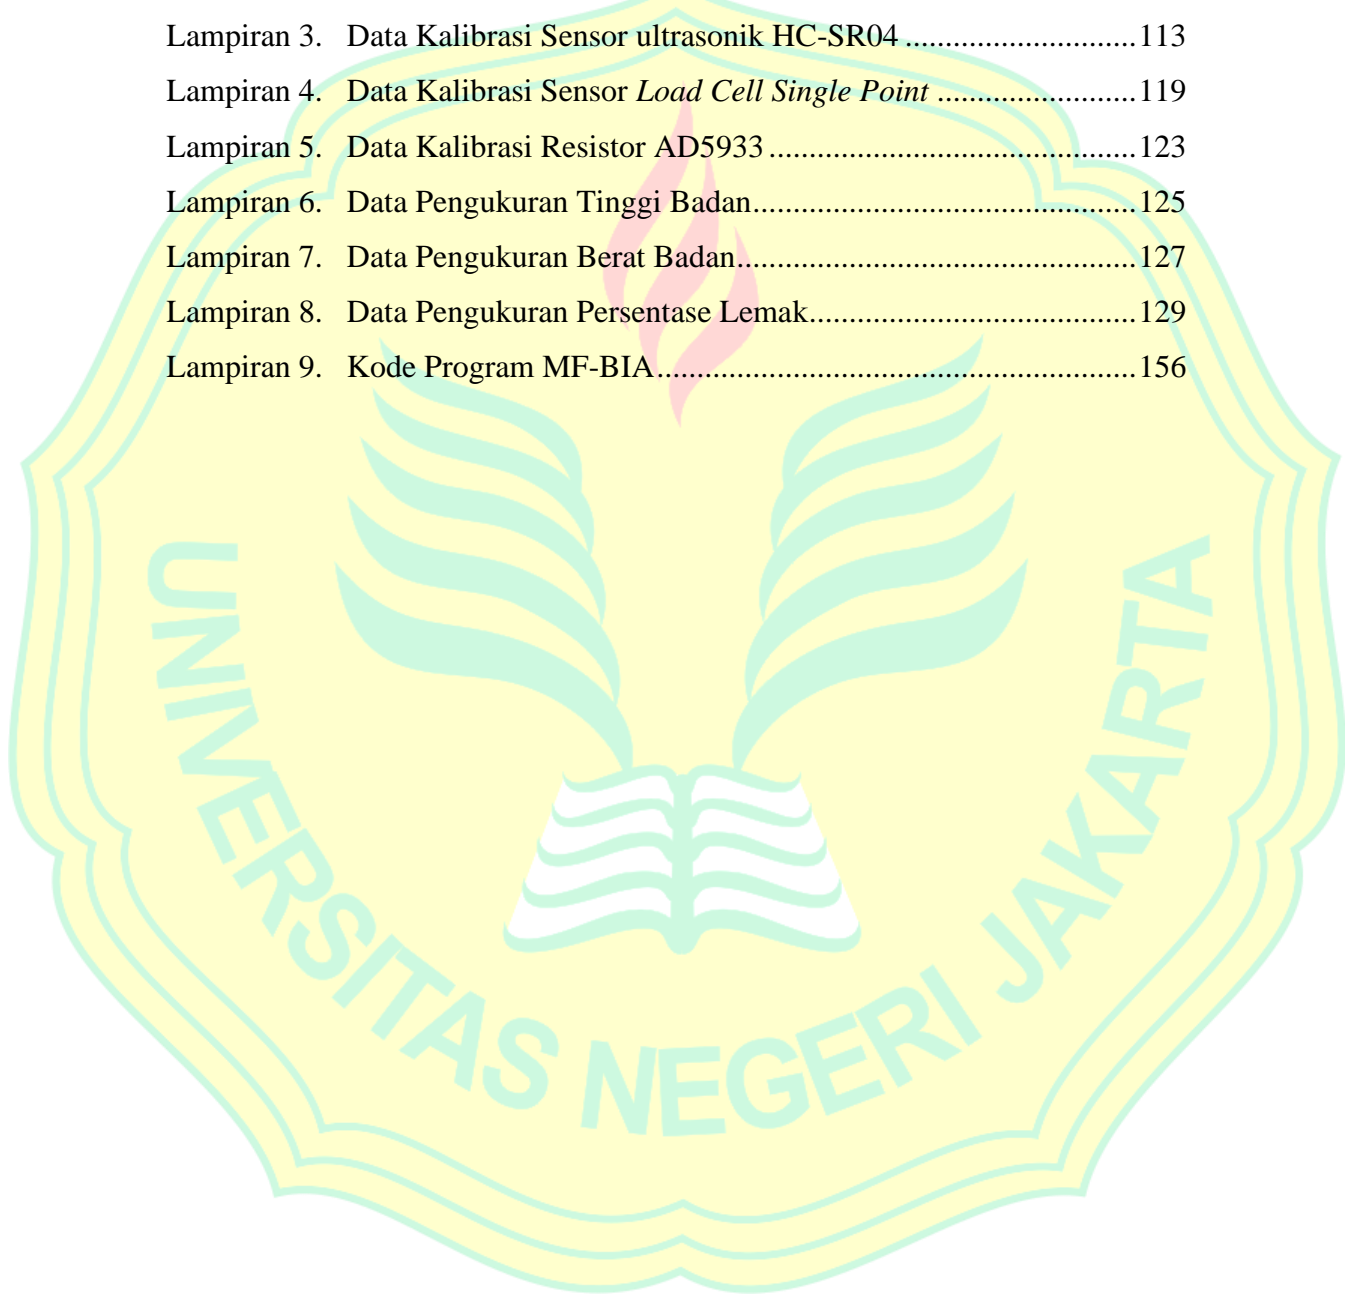 Lampiran 3. Data Kalibrasi Sensor ultrasonik HC-SR04 ............................113
Lampiran 4. Data Kalibrasi Sensor Load Cell Single Point ........................119
Lampiran 5. Data Kalibrasi Resistor AD5933 .............................................123
Lampiran 6. Data Pengukuran Tinggi Badan...............................................125
Lampiran 7. Data Pengukuran Berat Badan.................................................127
Lampiran 8. Data Pengukuran Persentase Lemak........................................129
Lampiran 9. Kode Program MF-BIA...........................................................156
UNIVERSITAS NEGERI JAKARTA